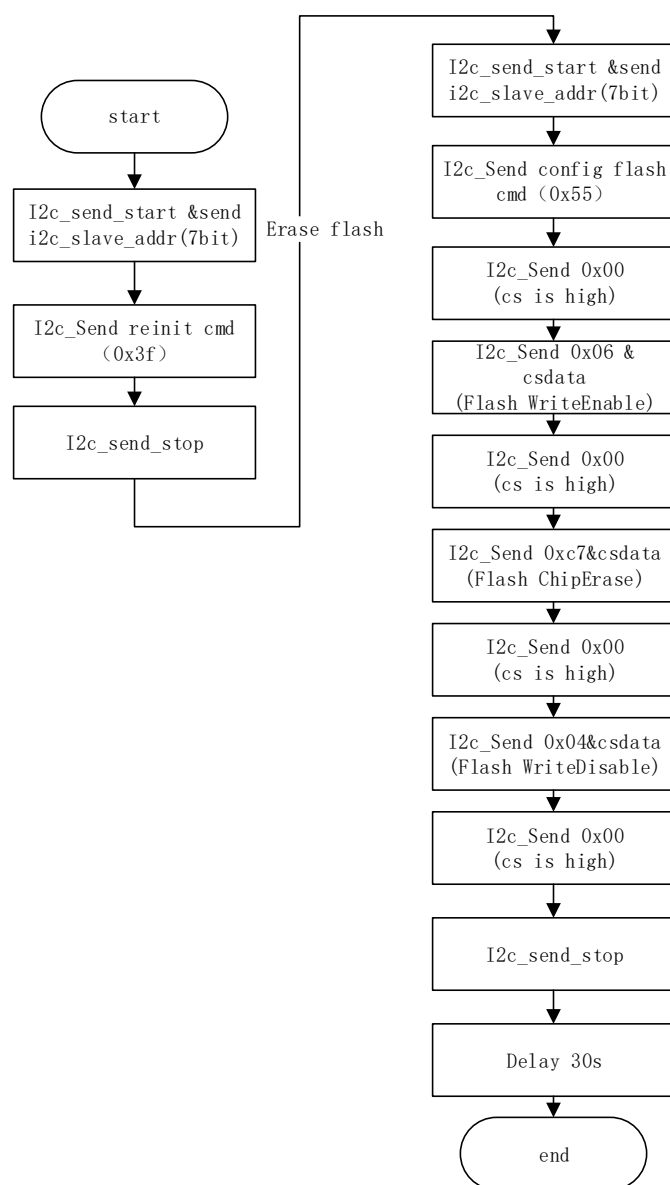 start
I2c_send_start &send
i2c_slave_addr(7bit)
I2c_Send reinit cmd
（0x3f）
I2c_send_stop
Erase flash
I2c_send_start &send
i2c_slave_addr(7bit)
I2c_Send config flash
cmd（0x55）
I2c_Send 0x00
(cs is high)
I2c_Send 0x06 &
csdata
(Flash WriteEnable)
I2c_Send 0x00
(cs is high)
I2c_Send 0xc7&csdata
(Flash ChipErase)
I2c_Send 0x00
(cs is high)
I2c_Send 0x04&csdata
(Flash WriteDisable)
I2c_Send 0x00
(cs is high)
I2c_send_stop
Delay 30s
end